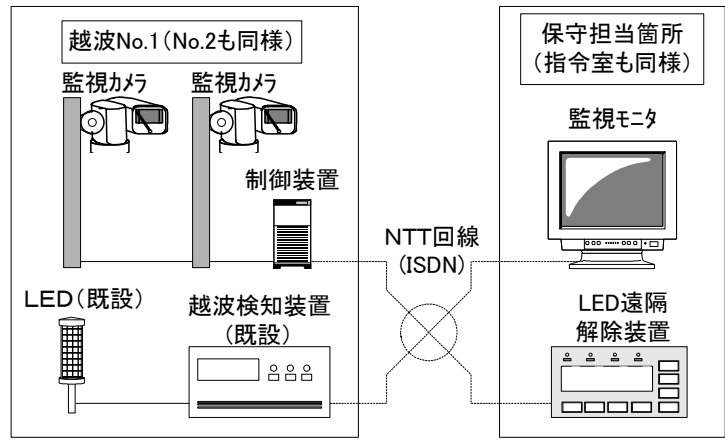 越波No.1(No.2も同様)
監視カメラ
監視カメラ
制御装置
LED(既設)
越波検知装置
(既設)
NTT回線
(ISDN)
保守担当箇所
(指令室も同様)
監視モニタ
LED遠隔
解除装置